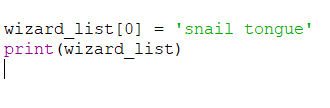 wizard_list[0] = 'snail tongue'
print(wizard_list)